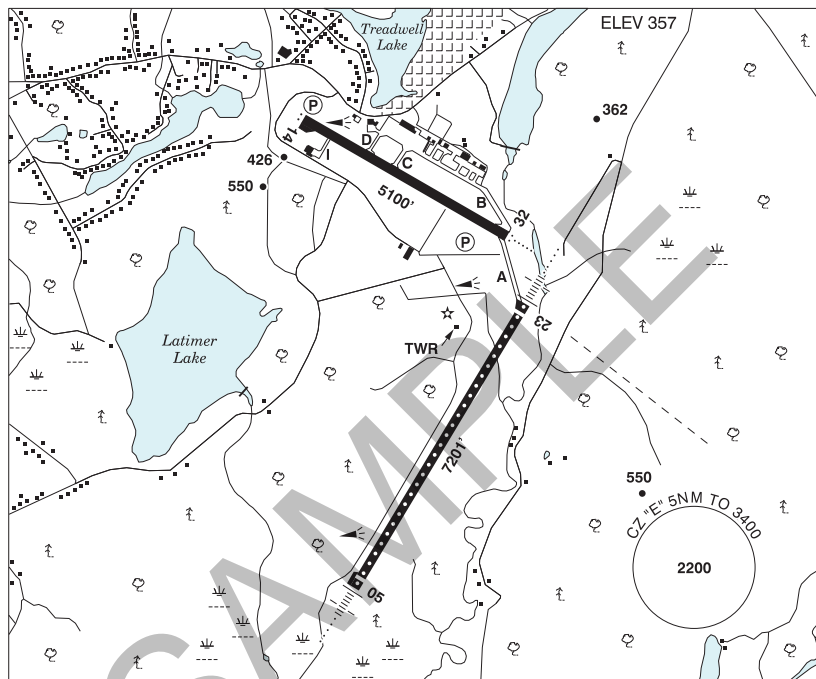 ELEV 357
Treadwell
Lake
P
362
14
D
426
I
C
550
5100'
B
32
P
A
Latimer
Lake
23
TWR
7201'
550
CZ "E" 5NM TO 3400
2200
05
SAMPLE